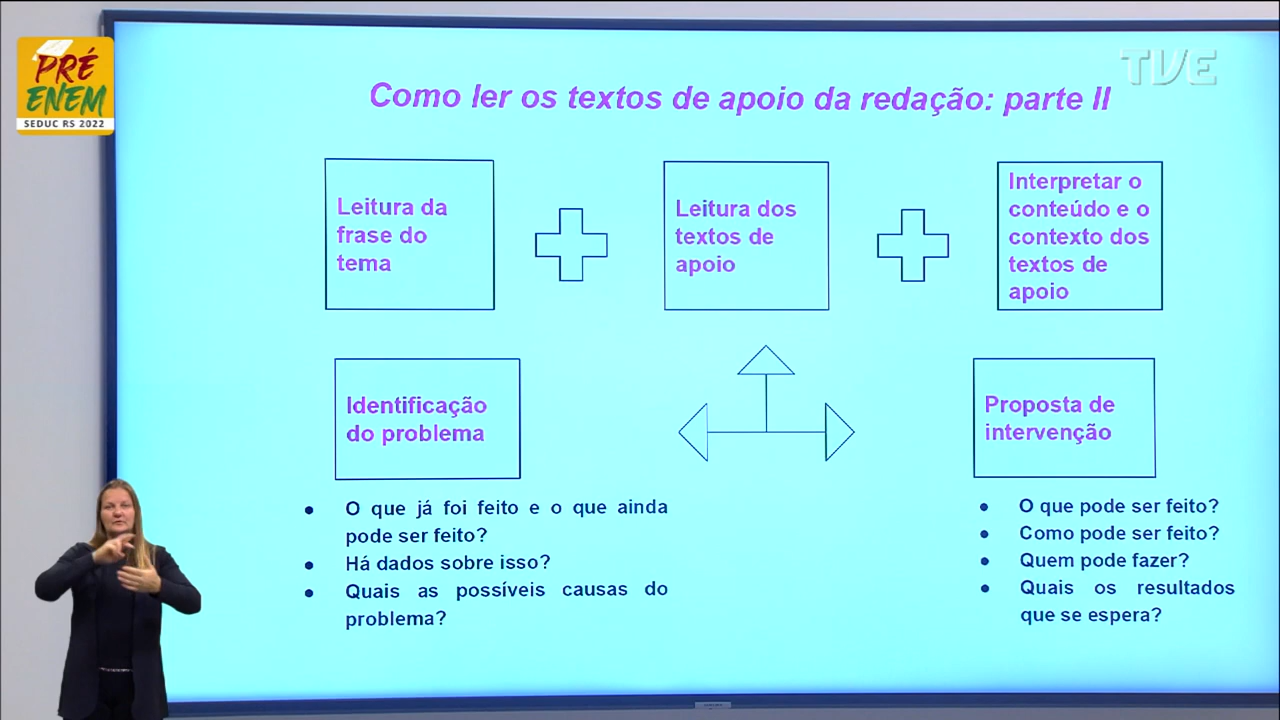 PRÉ
ENEM
SEDUC RS 2022
TVE
Como ler os textos de apoio da redação: parte II
Leitura da
frase do
tema
Leitura dos
textos de
apoio
Interpretar o
conteúdo e o
contexto dos
textos de
apoio
Identificação
do problema
Proposta de
intervenção
• O que já foi feito e o que ainda
pode ser feito?
• Há dados sobre isso?
• Quais as possíveis causas do
problema?
• O que pode ser feito?
• Como pode ser feito?
• Quem pode fazer?
• Quais os resultados
que se espera?